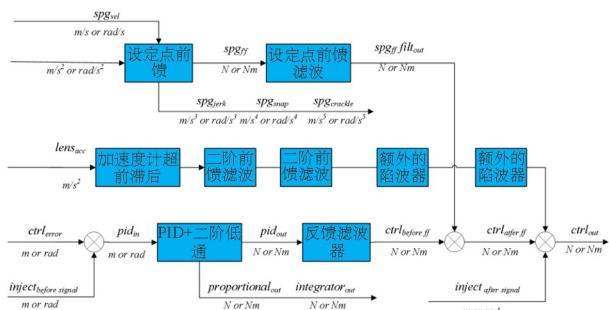 spg_vel
m/s or rad/s
m/s² or rad/s²
设定点前
馈
spg_ff
N or Nm
设定点前馈
滤波
spg_ff filt_out
N or Nm
spg_jerk spg_snap spg_crackle
m/s³ or rad/s³ m/s⁴ or rad/s⁴ m/s⁵ or rad/s⁵
lens_acc
m/s²
加速度计超
前滞后
二阶前
馈滤波
二阶前
馈滤波
额外的
陷波器
额外的
陷波器
ctrl_error
m or rad
pid_in
m or rad
PID+二阶低
通
pid_out
N or Nm
反馈滤波
器
ctrl_before ff
N or Nm
ctrl_atfer ff
N or Nm
ctrl_out
N or Nm
inject_before signal
m or rad
proportional_out integrator_out
N or Nm N or Nm
inject_after signal